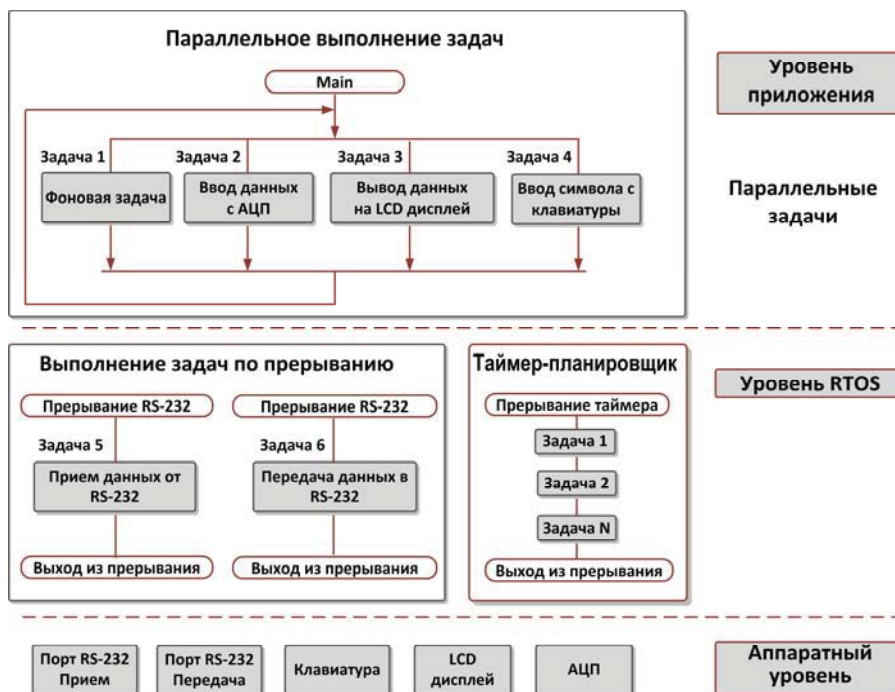 Параллельное выполнение задач
Main
Задача 1
Задача 2
Задача 3
Задача 4
Фоновая задача
Ввод данных
с АЦП
Вывод данных
на LCD дисплей
Ввод символа с
клавиатуры
Уровень
приложения
Параллельные
задачи
Выполнение задач по прерыванию
Прерывание RS-232
Прерывание RS-232
Задача 5
Задача 6
Прием данных от
RS-232
Передача данных в
RS-232
Выход из прерывания
Выход из прерывания
Таймер-планировщик
Прерывание таймера
Задача 1
Задача 2
Задача N
Выход из прерывания
Уровень RTOS
Порт RS-232
Прием
Порт RS-232
Передача
Клавиатура
LCD
дисплей
АЦП
Аппаратный
уровень